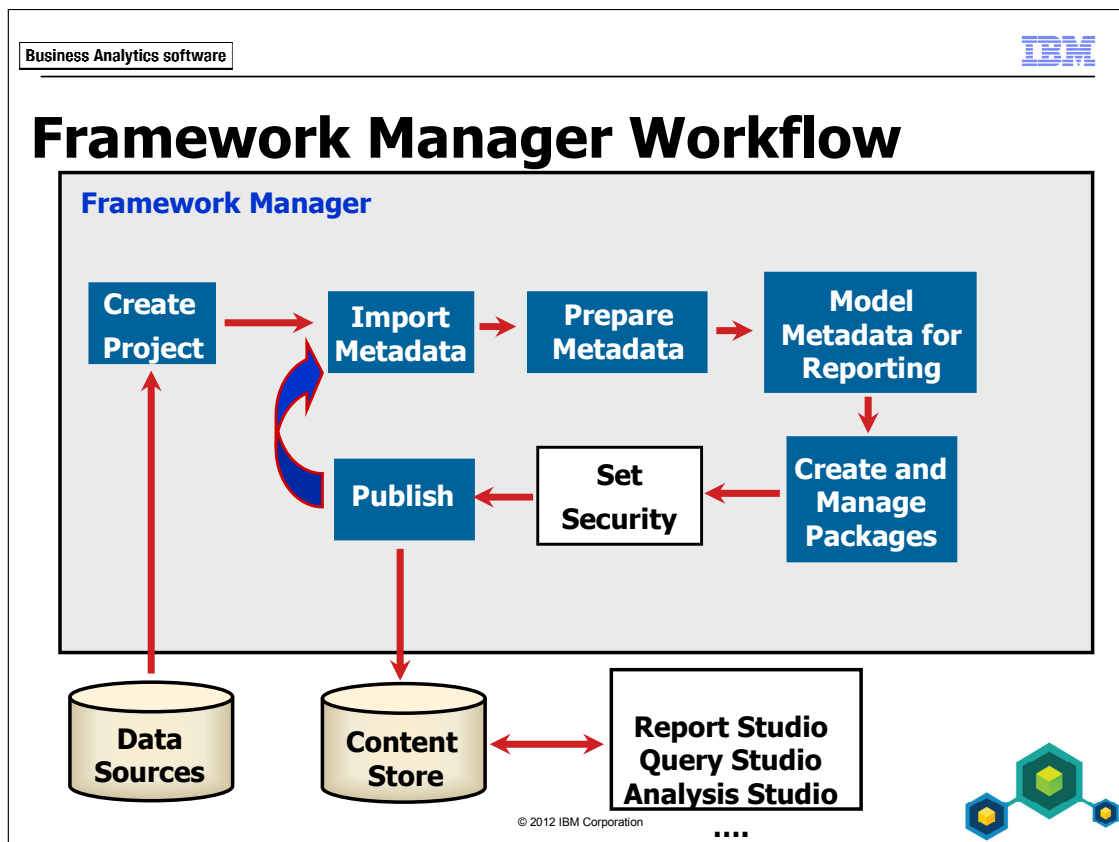 Business Analytics software
IBM
Framework Manager Workflow
Framework Manager
Create
Project
Import
Metadata
Prepare
Metadata
Model
Metadata for
Reporting
Create and
Manage
Packages
Set
Security
Publish
Data
Sources
Content
Store
Report Studio
Query Studio
Analysis Studio
....
© 2012 IBM Corporation